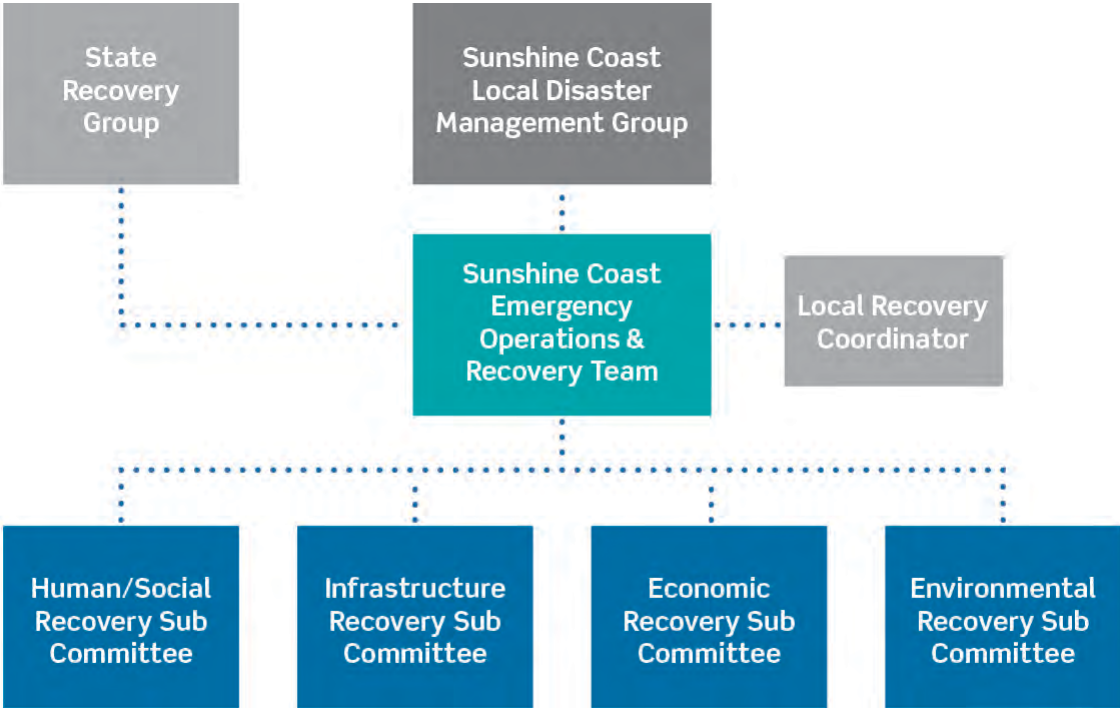 State
Recovery
Group
Sunshine Coast
Local Disaster
Management Group
Sunshine Coast
Emergency
Operations &
Recovery Team
Local Recovery
Coordinator
Human/Social
Recovery Sub
Committee
Infrastructure
Recovery Sub
Committee
Economic
Recovery Sub
Committee
Environmental
Recovery Sub
Committee